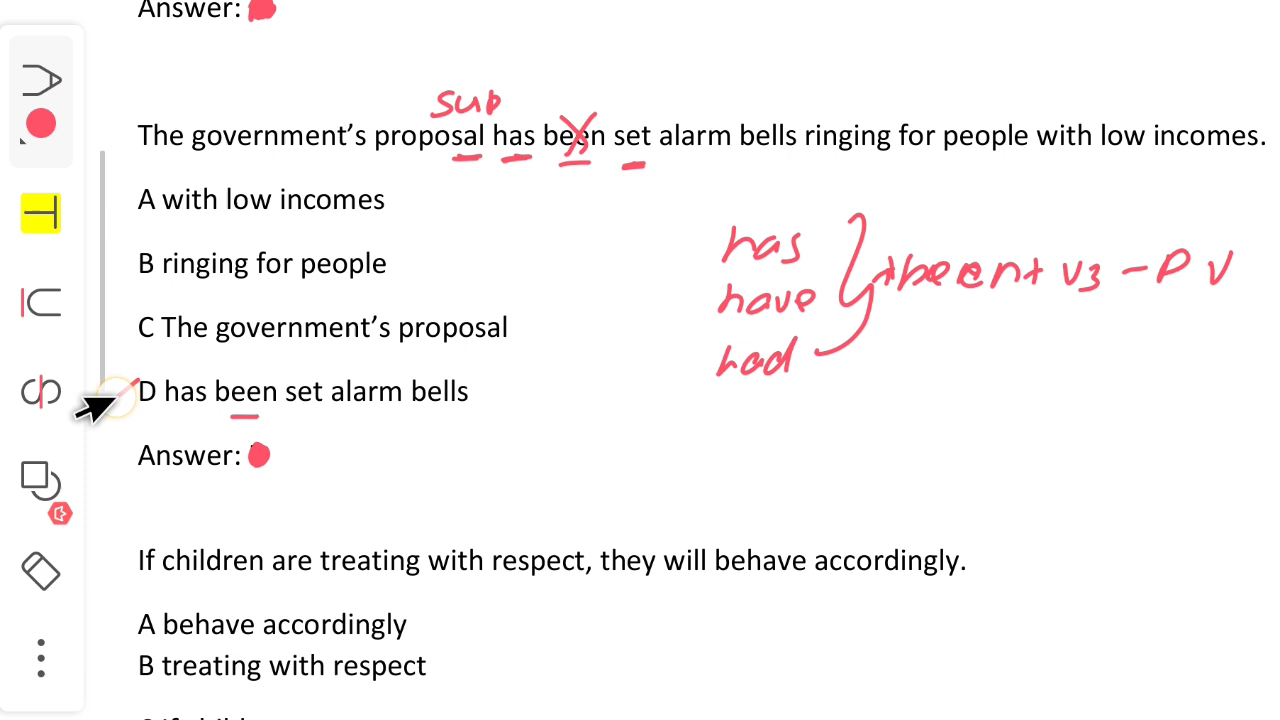 Answer:
sub
The government's proposal has been set alarm bells ringing for people with low incomes.
A with low incomes
B ringing for people
C The government's proposal
D has been set alarm bells
has
have
had
+been+ v3 - P V
Answer:
If children are treating with respect, they will behave accordingly.
A behave accordingly
B treating with respect